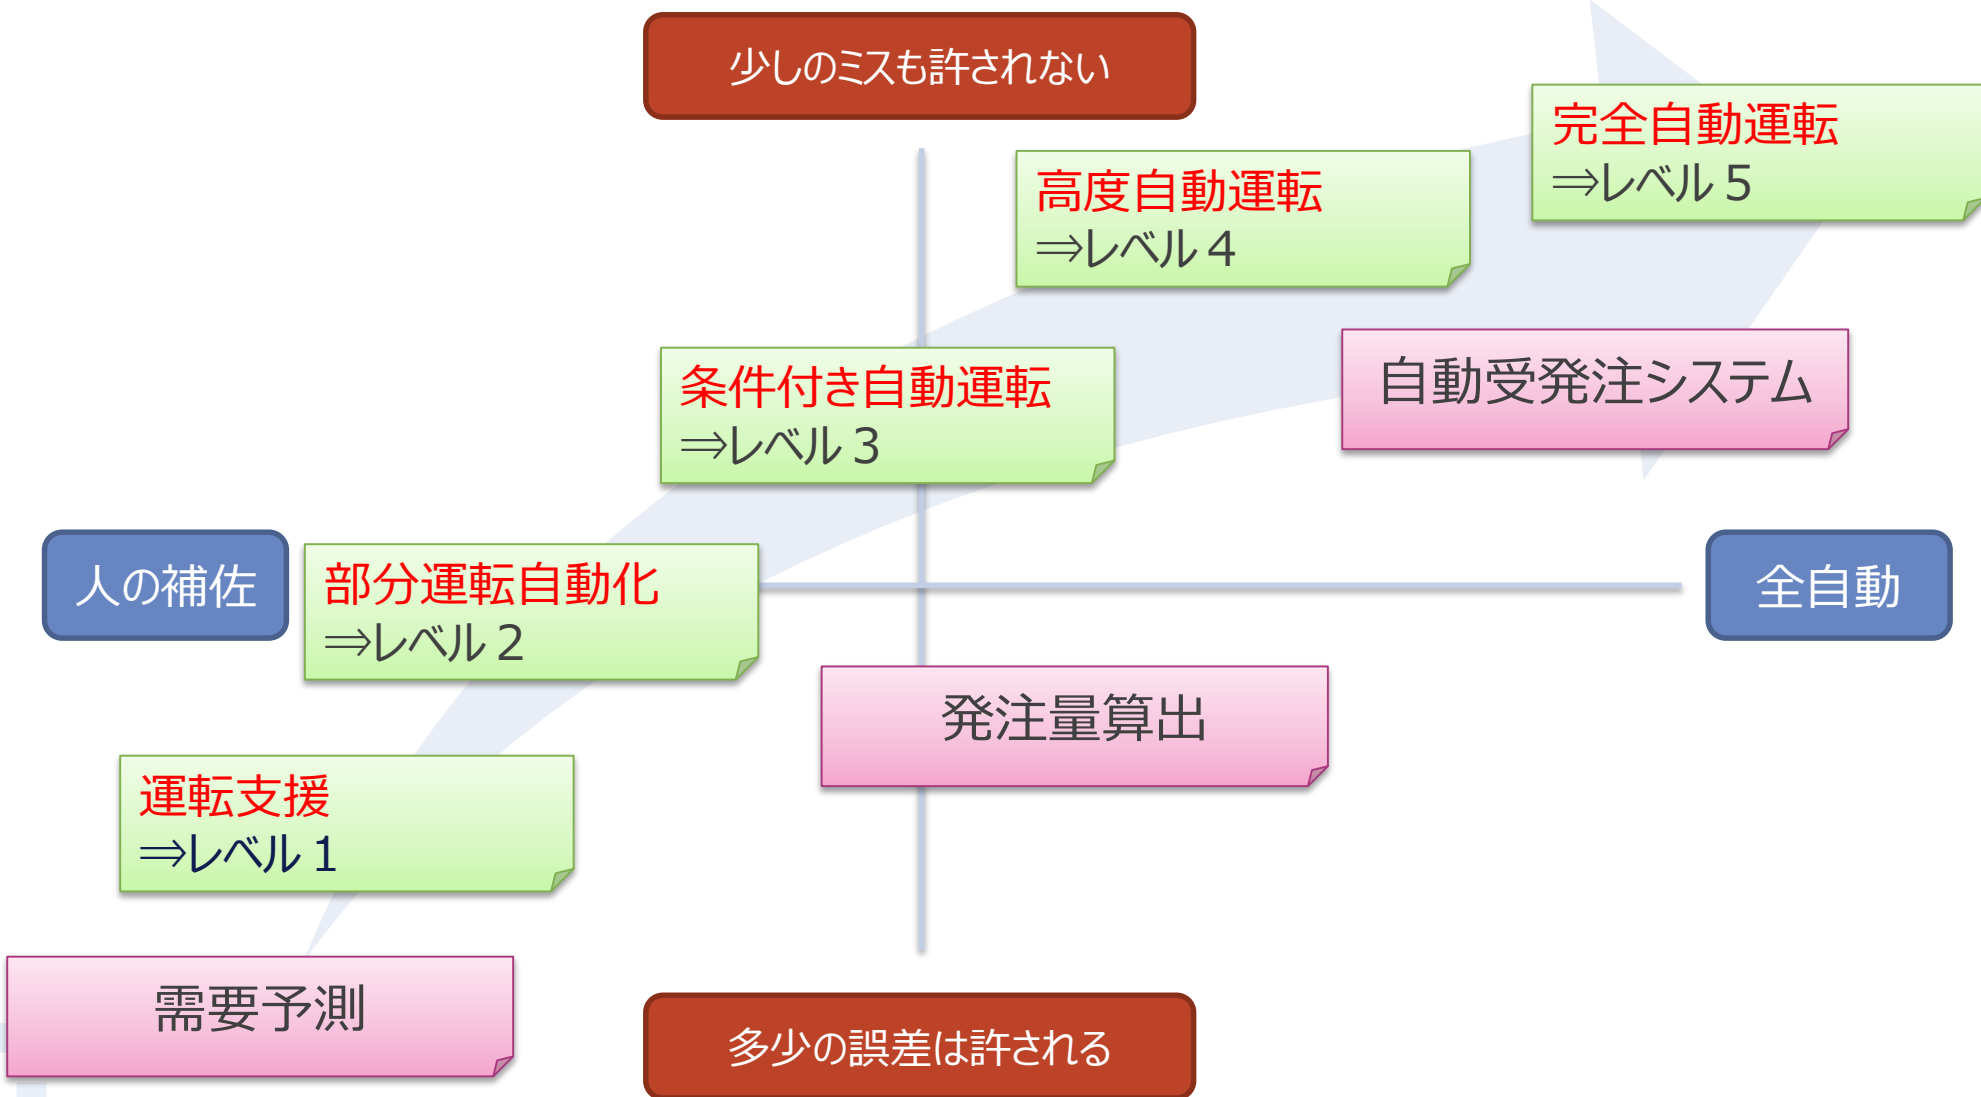 少しのミスも許されない
完全自動運転
⇒レベル５
高度自動運転
⇒レベル４
自動受発注システム
条件付き自動運転
⇒レベル３
人の補佐
部分運転自動化
⇒レベル２
全自動
発注量算出
運転支援
⇒レベル１
需要予測
多少の誤差は許される